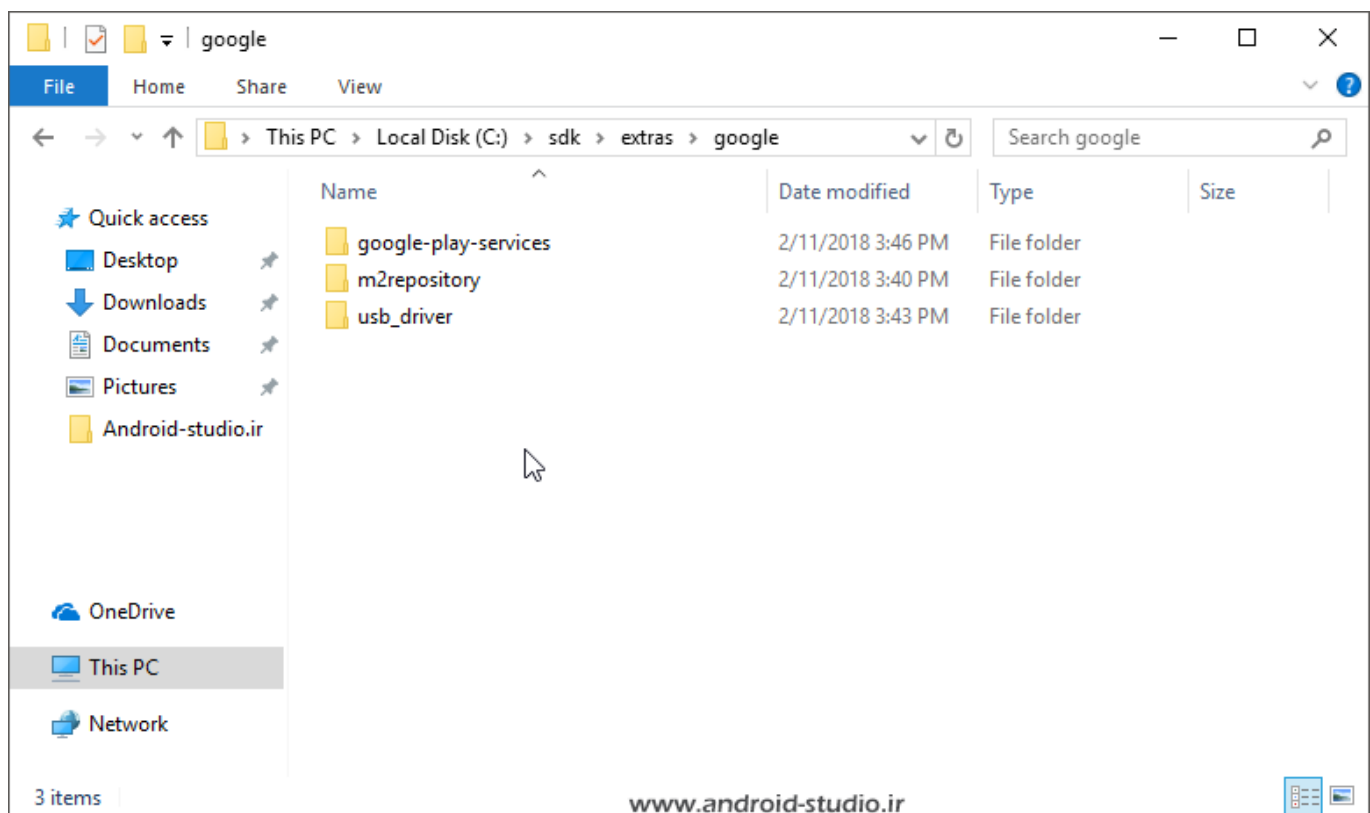 google
File Home Share View
This PC Local Disk (C:) sdk extras google Search google
Name Date modified Type Size
Quick access
Desktop
Downloads
Documents
Pictures
Android-studio.ir
OneDrive
This PC
Network
google-play-services 2/11/2018 3:46 PM File folder
m2repository 2/11/2018 3:40 PM File folder
usb_driver 2/11/2018 3:43 PM File folder
3 items
www.android-studio.ir